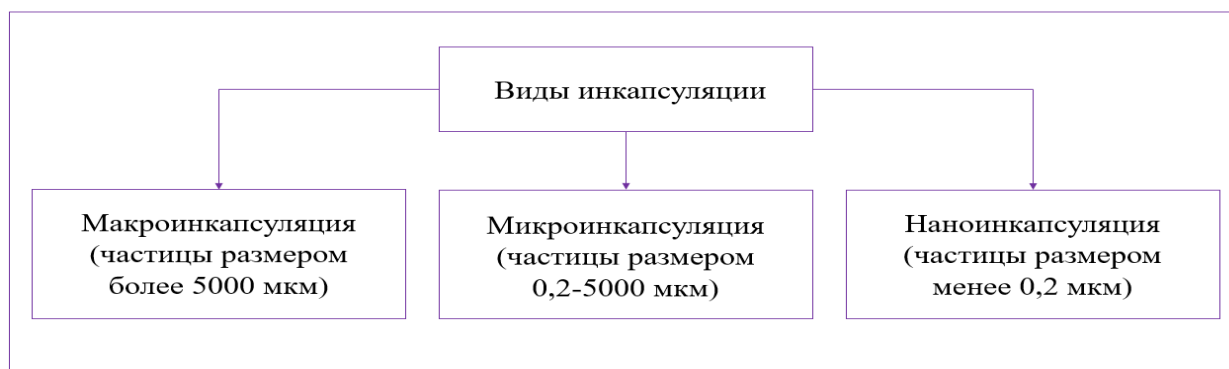 Виды инкапсуляции
Макроинкапсуляция
(частицы размером
более 5000 мкм)
Микроинкапсуляция
(частицы размером
0,2-5000 мкм)
Наноинкапсуляция
(частицы размером
менее 0,2 мкм)